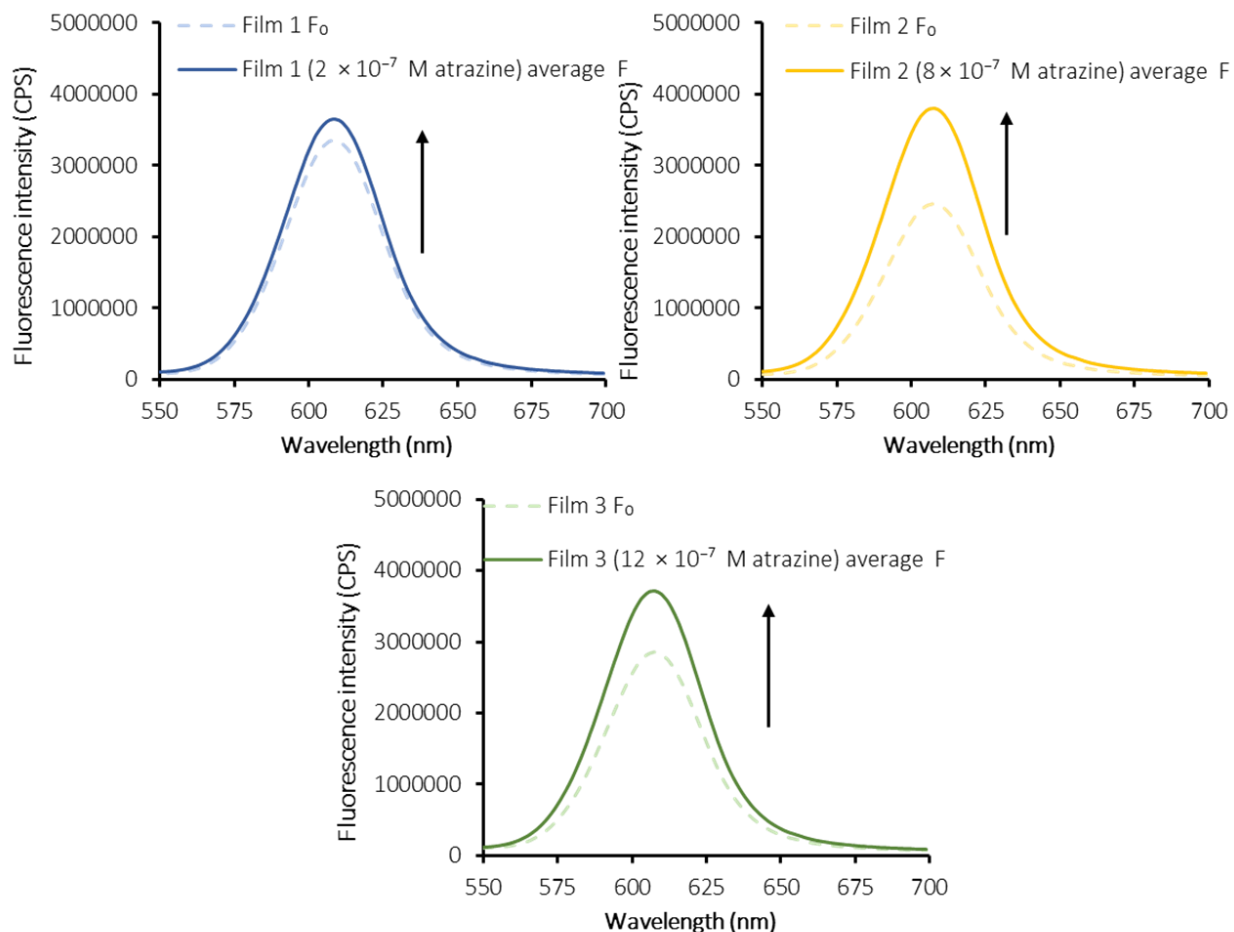 Film 1 F₀
Film 1 (2 × 10⁻⁷ M atrazine) average F
Fluorescence intensity (CPS)
5000000
4000000
3000000
2000000
1000000
0
550 575 600 625 650 675 700
Wavelength (nm)
Film 2 F₀
Film 2 (8 × 10⁻⁷ M atrazine) average F
Fluorescence intensity (CPS)
5000000
4000000
3000000
2000000
1000000
0
550 575 600 625 650 675 700
Wavelength (nm)
Film 3 F₀
Film 3 (12 × 10⁻⁷ M atrazine) average F
Fluorescence intensity (CPS)
5000000
4000000
3000000
2000000
1000000
0
550 575 600 625 650 675 700
Wavelength (nm)